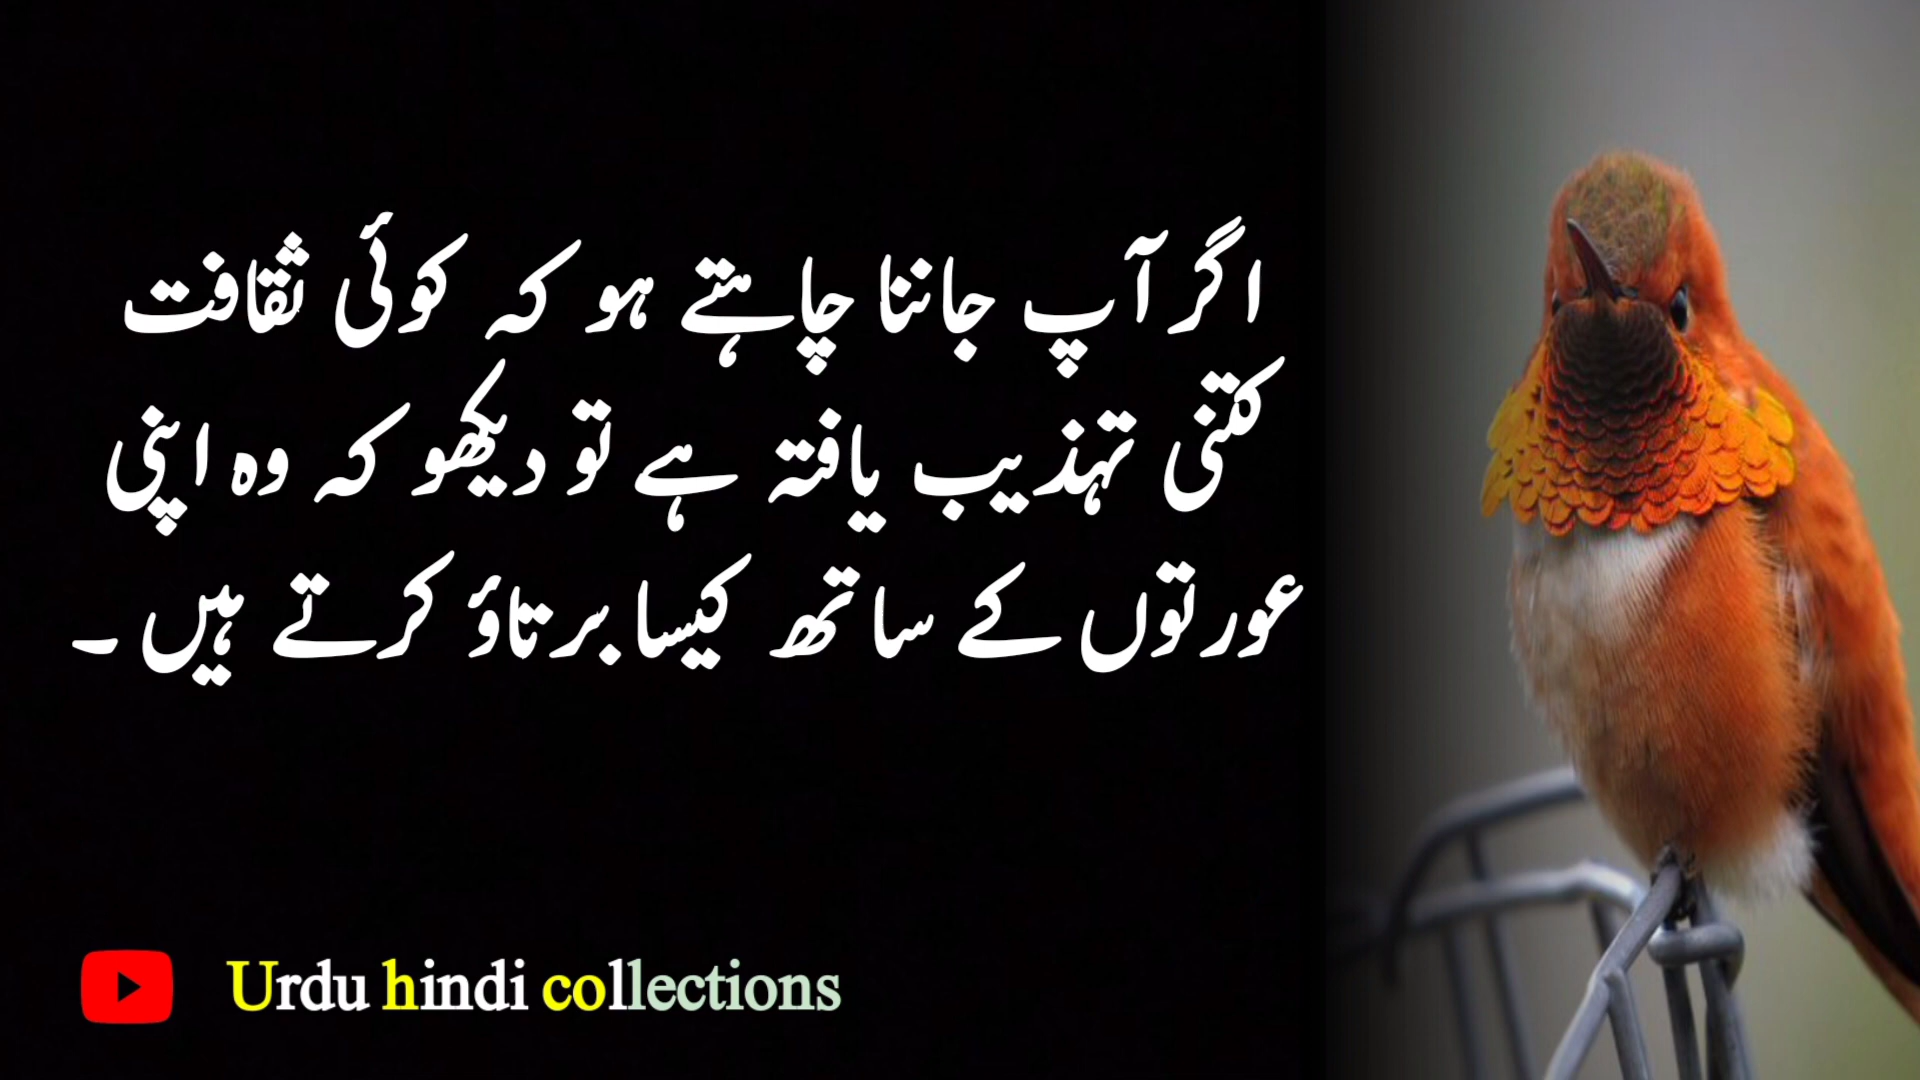 اگر آپ جاننا چاہتے ہو کہ کوئی ثقافت
کتنی تہذیب یافتہ ہے تو دیکھو کہ وہ اپنی
عورتوں کے ساتھ کیسا برتاؤ کرتے ہیں ۔
Urdu hindi collections